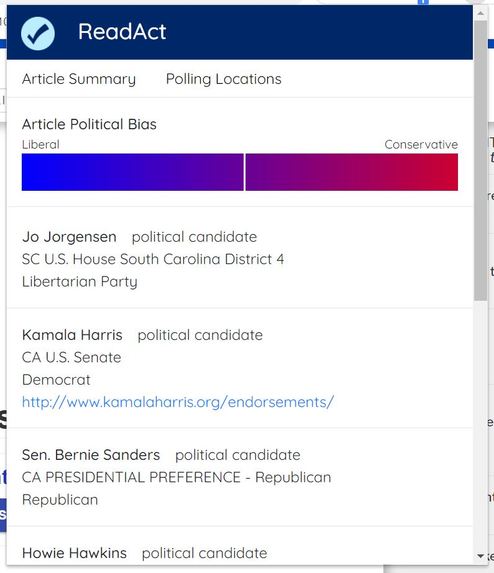 ReadAct
Article Summary Polling Locations
Article Political Bias
Liberal Conservative
Jo Jorgensen political candidate
SC U.S. House South Carolina District 4
Libertarian Party
Kamala Harris political candidate
CA U.S. Senate
Democrat
http://www.kamalaharris.org/endorsements/
Sen. Bernie Sanders political candidate
CA PRESIDENTIAL PREFERENCE - Republican
Republican
Howie Hawkins political candidate